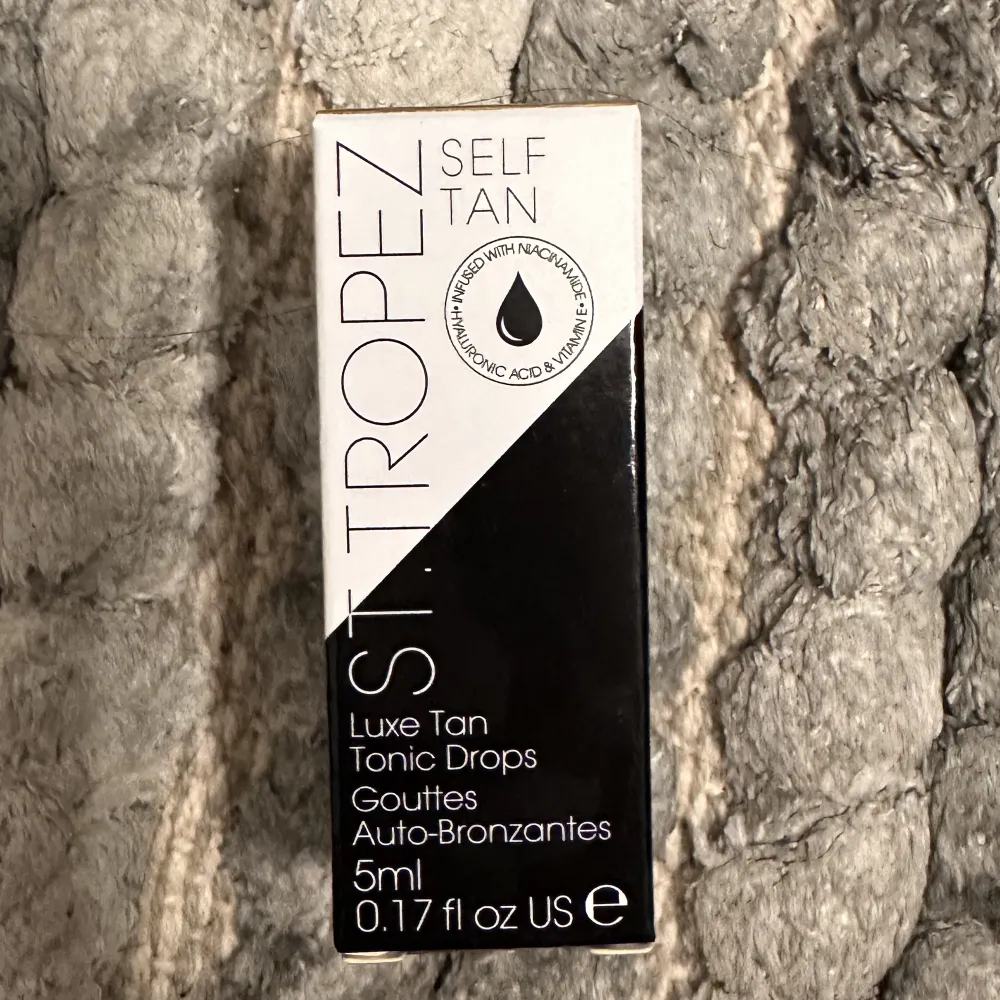 ST. TROPEZ
SELF
TAN
INFUSED WITH NIACINAMIDE •
HYALURONIC ACID & VITAMIN E •
Luxe Tan
Tonic Drops
Gouttes
Auto-Bronzantes
5ml
0.17 fl oz US ℮